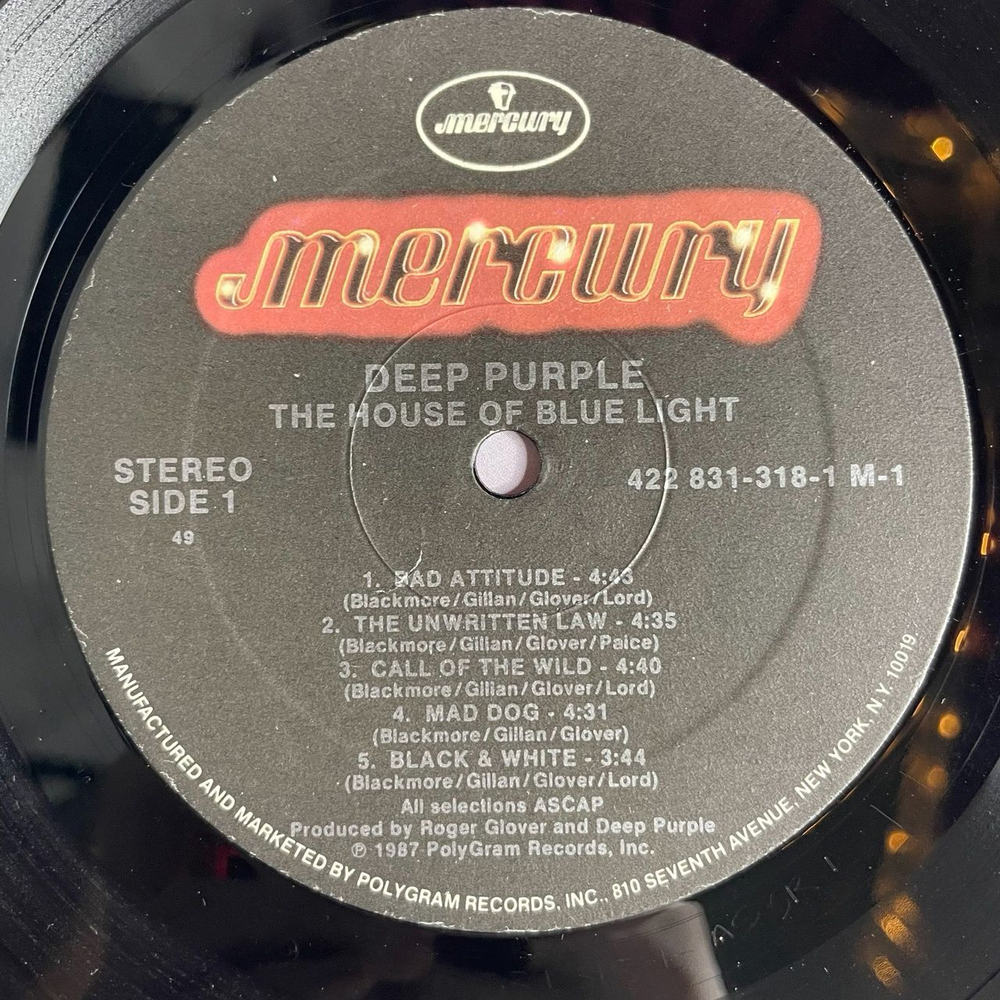 mercury
mercury
DEEP PURPLE
THE HOUSE OF BLUE LIGHT
STEREO
SIDE 1
49
422 831-318-1 M-1
1. BAD ATTITUDE - 4:43
(Blackmore/Gillan/Glover/Lord)
2. THE UNWRITTEN LAW - 4:35
(Blackmore/Gillan/Glover/Paice)
3. CALL OF THE WILD - 4:40
(Blackmore/Gillan/Glover/Lord)
4. MAD DOG - 4:31
(Blackmore/Gillan/Glover)
5. BLACK & WHITE - 3:44
(Blackmore/Gillan/Glover/Lord)
All selections ASCAP
Produced by Roger Glover and Deep Purple
℗ 1987 PolyGram Records, Inc.
MANUFACTURED AND MARKETED BY POLYGRAM RECORDS, INC., 810 SEVENTH AVENUE, NEW YORK, N.Y. 10019